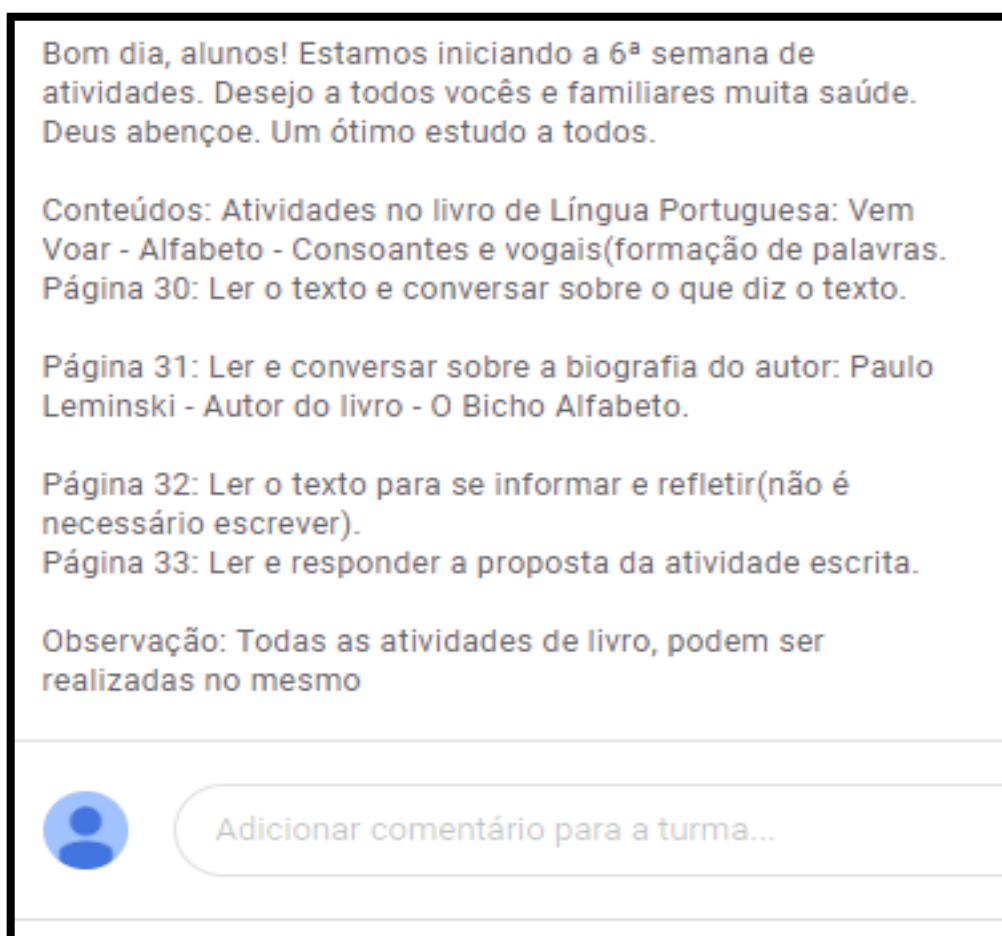 Bom dia, alunos! Estamos iniciando a 6ª semana de
atividades. Desejo a todos vocês e familiares muita saúde.
Deus abençoe. Um ótimo estudo a todos.
Conteúdos: Atividades no livro de Língua Portuguesa: Vem
Voar - Alfabeto - Consoantes e vogais(formação de palavras.
Página 30: Ler o texto e conversar sobre o que diz o texto.
Página 31: Ler e conversar sobre a biografia do autor: Paulo
Leminski - Autor do livro - O Bicho Alfabeto.
Página 32: Ler o texto para se informar e refletir(não é
necessário escrever).
Página 33: Ler e responder a proposta da atividade escrita.
Observação: Todas as atividades de livro, podem ser
realizadas no mesmo
Adicionar comentário para a turma...